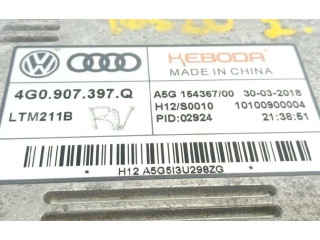 KEBODA
MADE IN CHINA
4G0.907.397.Q
A5G 154367/00 30-03-2018
LTM211B
RV
H12/S0010 10100900004
PID:02924 21:38:51
H12 A5G5I3U298ZG